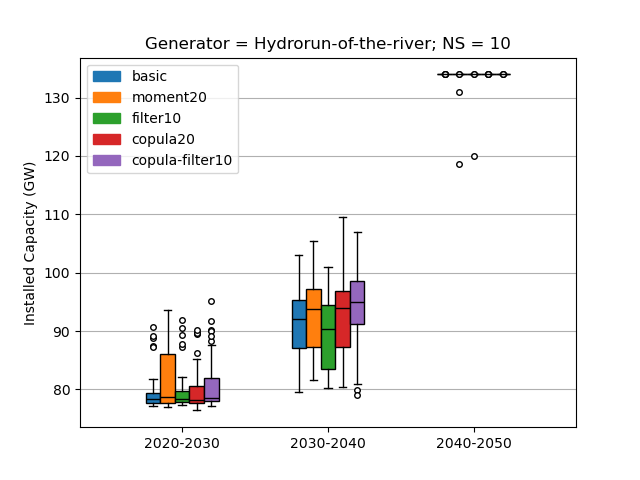 Generator = Hydrorun-of-the-river; NS = 10
Installed Capacity (GW)
130
120
110
100
90
80
basic
moment20
filter10
copula20
copula-filter10
2020-2030
2030-2040
2040-2050